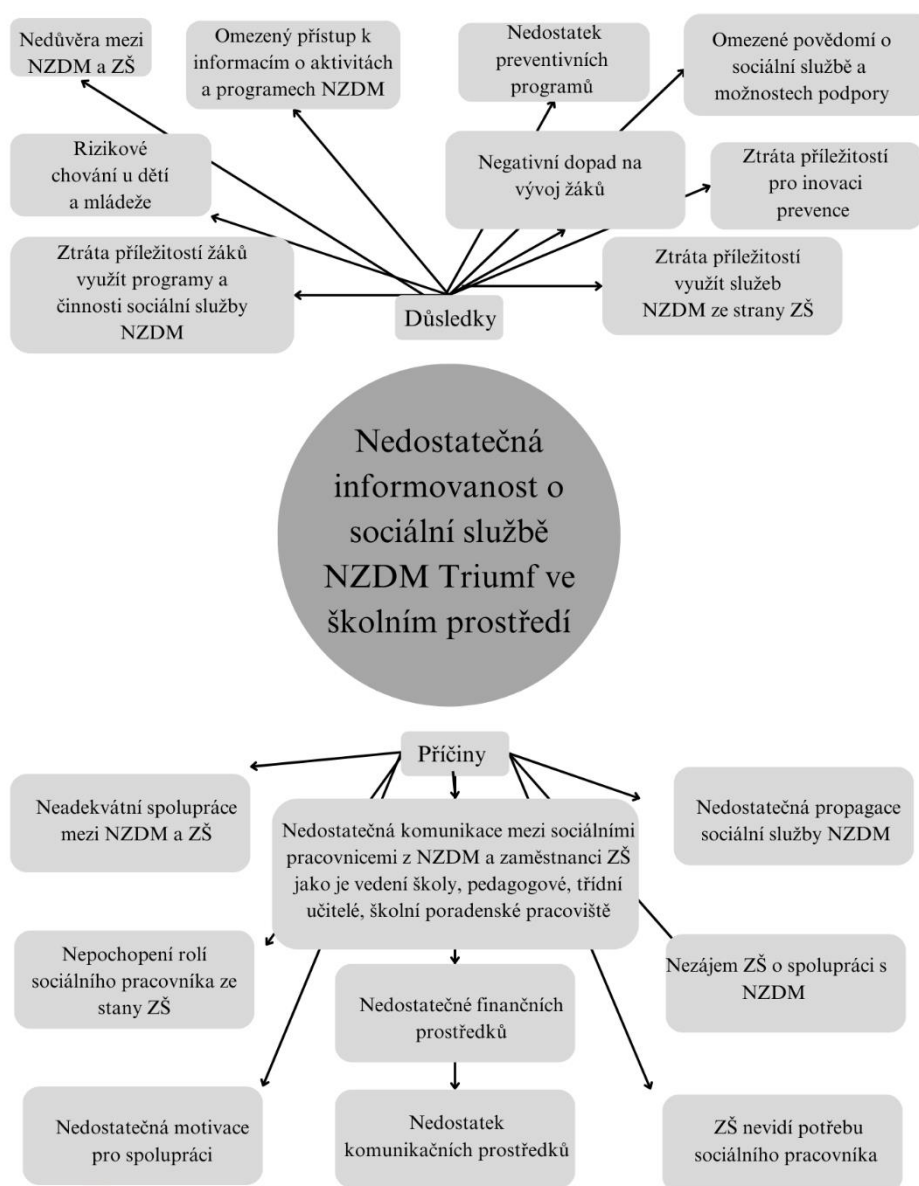 Nedůvěra mezi
NZDM a ZŠ
Omezený přístup k
informacím o aktivitách
a programech NZDM
Nedostatek
preventivních
programů
Omezené povědomí o
sociální službě a
možnostech podpory
Rizikové
chování u dětí
a mládeže
Negativní dopad na
vývoj žáků
Ztráta příležitostí
pro inovaci
prevence
Ztráta příležitostí žáků
využít programy a
činnosti sociální služby
NZDM
Důsledky
Ztráta příležitostí
využít služeb
NZDM ze strany ZŠ
Nedostatečná
informovanost o
sociální službě
NZDM Triumf ve
školním prostředí
Příčiny
Neadekvátní spolupráce
mezi NZDM a ZŠ
Nedostatečná komunikace mezi sociálními
pracovnicemi z NZDM a zaměstnanci ZŠ
jako je vedení školy, pedagogové, třídní
učitelé, školní poradenské pracoviště
Nedostatečná propagace
sociální služby NZDM
Nepochopení rolí
sociálního pracovníka ze
stany ZŠ
Nedostatečné finančních
prostředků
Nezájem ZŠ o spolupráci s
NZDM
Nedostatečná motivace
pro spolupráci
Nedostatek
komunikačních prostředků
ZŠ nevidí potřebu
sociálního pracovníka